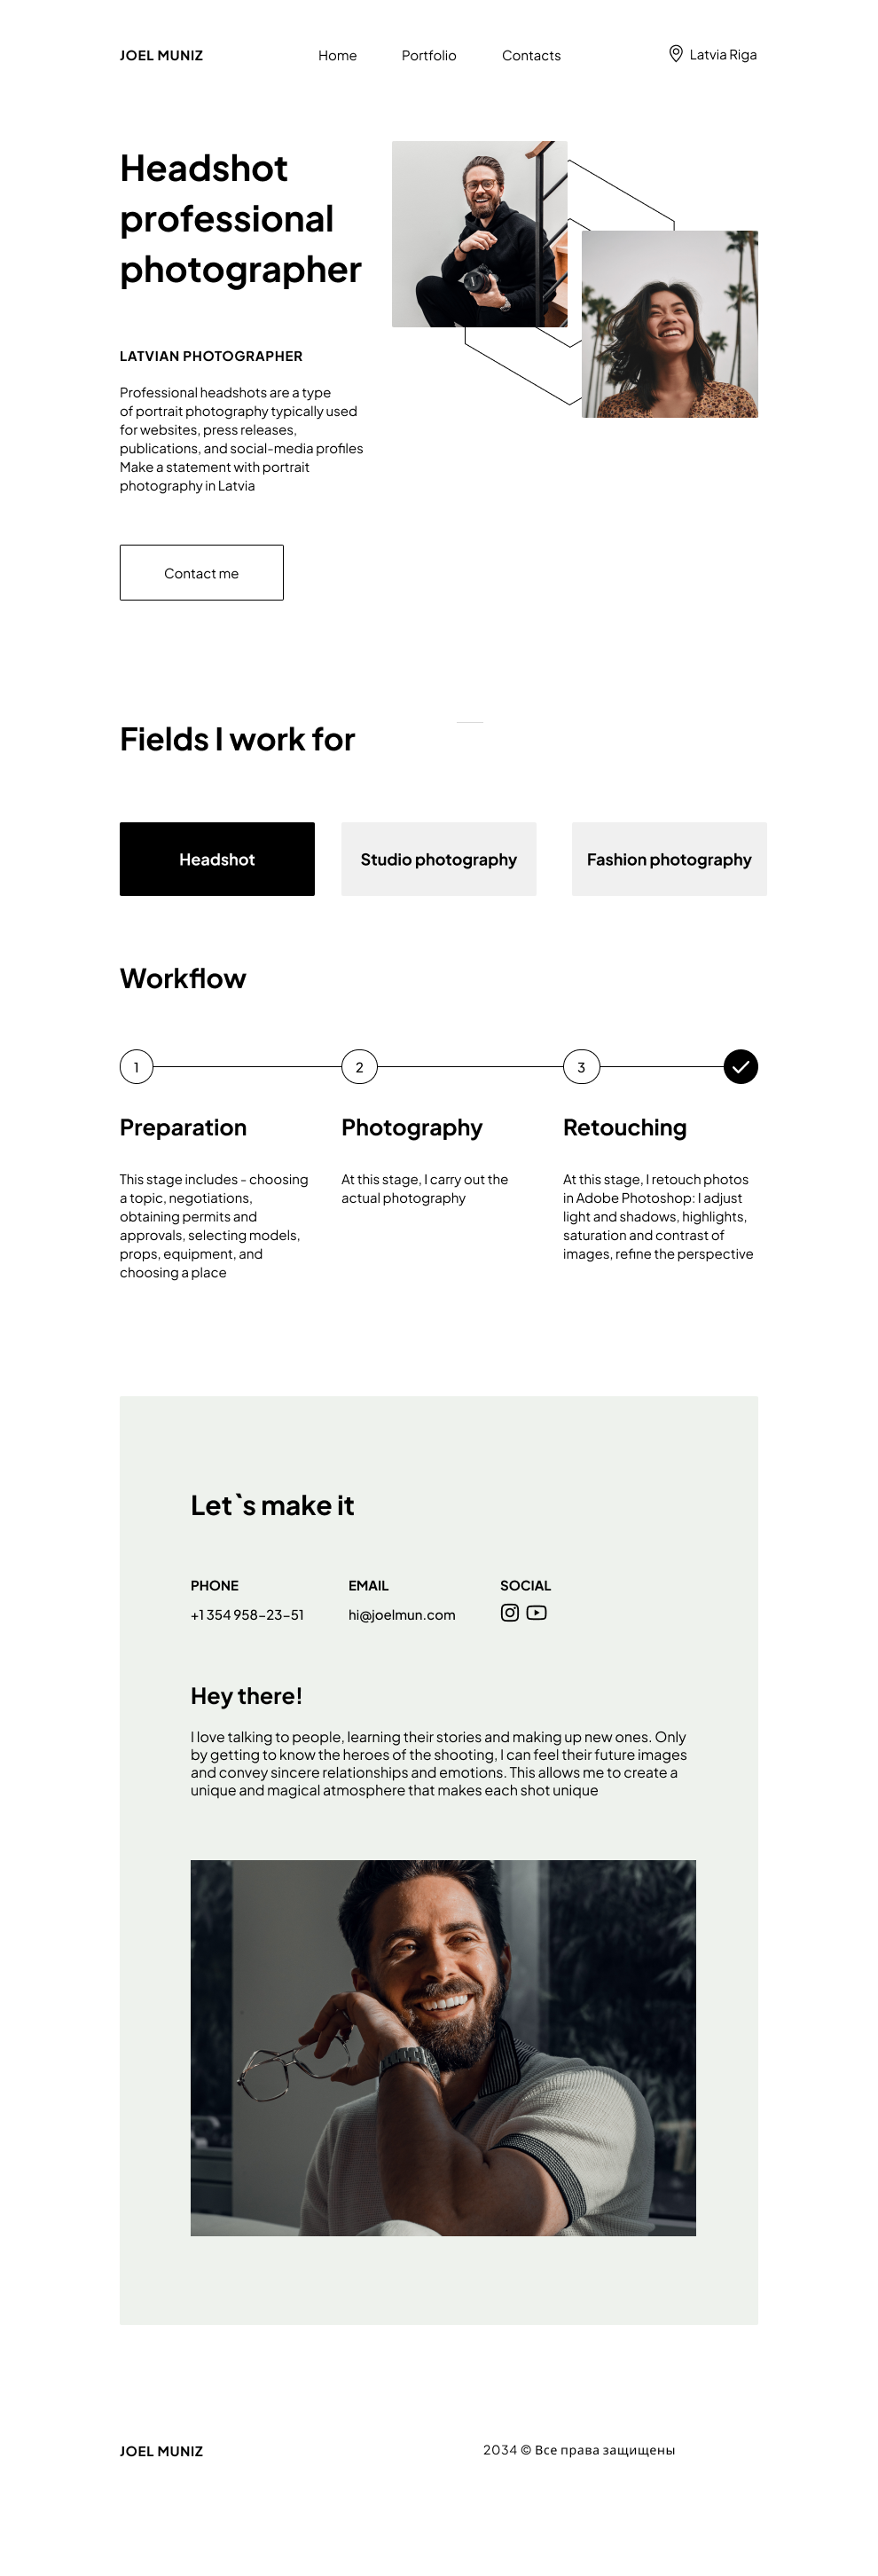 JOEL MUNIZ
Home
Portfolio
Contacts
Latvia Riga
Headshot
professional
photographer
LATVIAN PHOTOGRAPHER
Professional headshots are a type
of portrait photography typically used
for websites, press releases,
publications, and social-media profiles
Make a statement with portrait
photography in Latvia
Contact me
Fields I work for
Headshot
Studio photography
Fashion photography
Workflow
1
2
3
Preparation
This stage includes - choosing
a topic, negotiations,
obtaining permits and
approvals, selecting models,
props, equipment, and
choosing a place
Photography
At this stage, I carry out the
actual photography
Retouching
At this stage, I retouch photos
in Adobe Photoshop: I adjust
light and shadows, highlights,
saturation and contrast of
images, refine the perspective
Let`s make it
PHONE
+1 354 958-23-51
EMAIL
hi@joelmun.com
SOCIAL
Hey there!
I love talking to people, learning their stories and making up new ones. Only
by getting to know the heroes of the shooting, I can feel their future images
and convey sincere relationships and emotions. This allows me to create a
unique and magical atmosphere that makes each shot unique
JOEL MUNIZ
2034 © Все права защищены